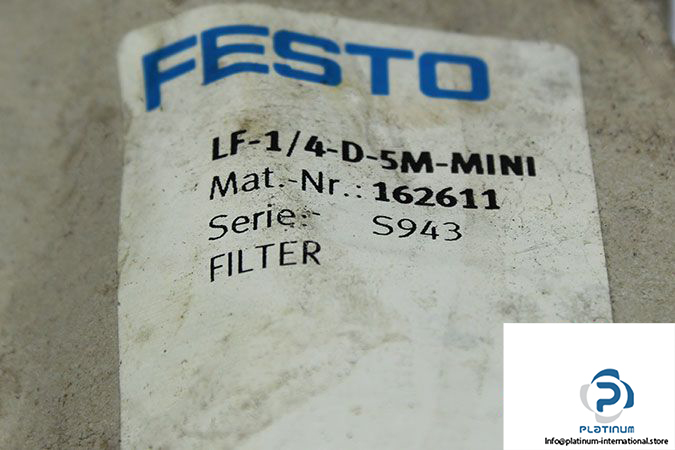 FESTO
LF-1/4-D-5M-MINI
Mat.-Nr.: 162611
Serie:- S943
FILTER
PLATINUM
Info@platinum-international.store